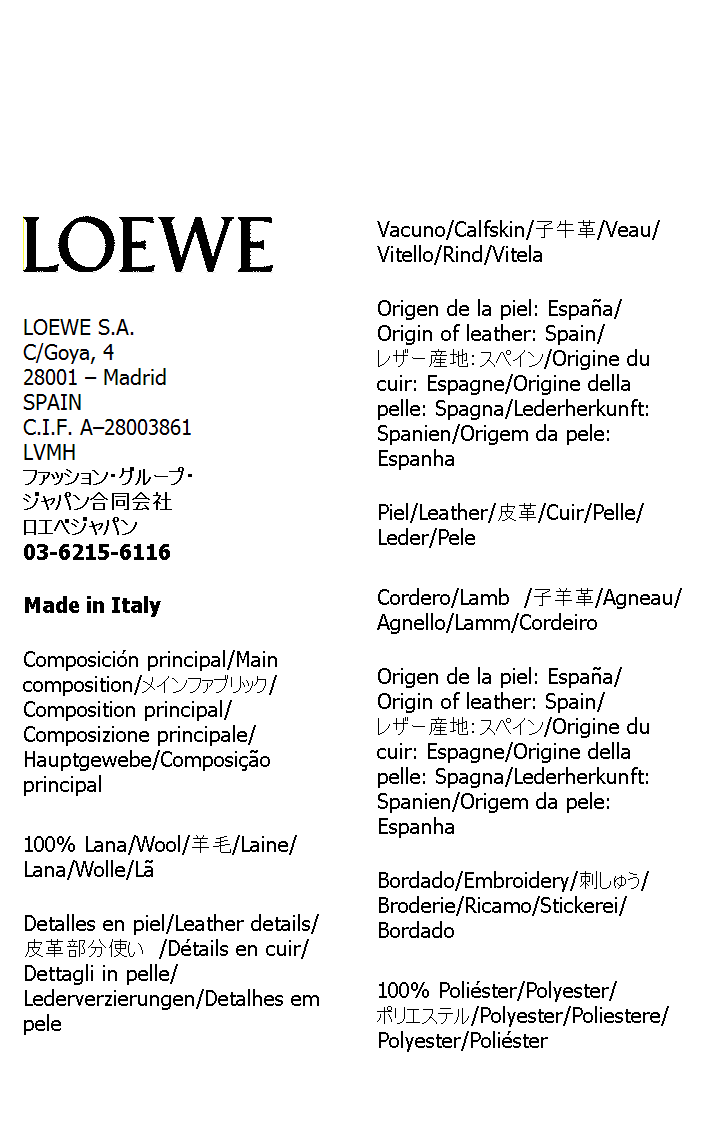 LOEWE
LOEWE S.A.
C/Goya, 4
28001 – Madrid
SPAIN
C.I.F. A–28003861
LVMH
ファッション・グループ・
ジャパン合同会社
ロエベジャパン
03-6215-6116
Made in Italy
Composición principal/Main
composition/メインファブリック/
Composition principal/
Composizione principale/
Hauptgewebe/Composição
principal
100% Lana/Wool/羊毛/Laine/
Lana/Wolle/Lã
Detalles en piel/Leather details/
皮革部分使い /Détails en cuir/
Dettagli in pelle/
Lederverzierungen/Detalhes em
pele
Vacuno/Calfskin/子牛革/Veau/
Vitello/Rind/Vitela
Origen de la piel: España/
Origin of leather: Spain/
レザー産地：スペイン/Origine du
cuir: Espagne/Origine della
pelle: Spagna/Lederherkunft:
Spanien/Origem da pele:
Espanha
Piel/Leather/皮革/Cuir/Pelle/
Leder/Pele
Cordero/Lamb /子羊革/Agneau/
Agnello/Lamm/Cordeiro
Origen de la piel: España/
Origin of leather: Spain/
レザー産地：スペイン/Origine du
cuir: Espagne/Origine della
pelle: Spagna/Lederherkunft:
Spanien/Origem da pele:
Espanha
Bordado/Embroidery/刺しゅう/
Broderie/Ricamo/Stickerei/
Bordado
100% Poliéster/Polyester/
ポリエステル/Polyester/Poliestere/
Polyester/Poliéster